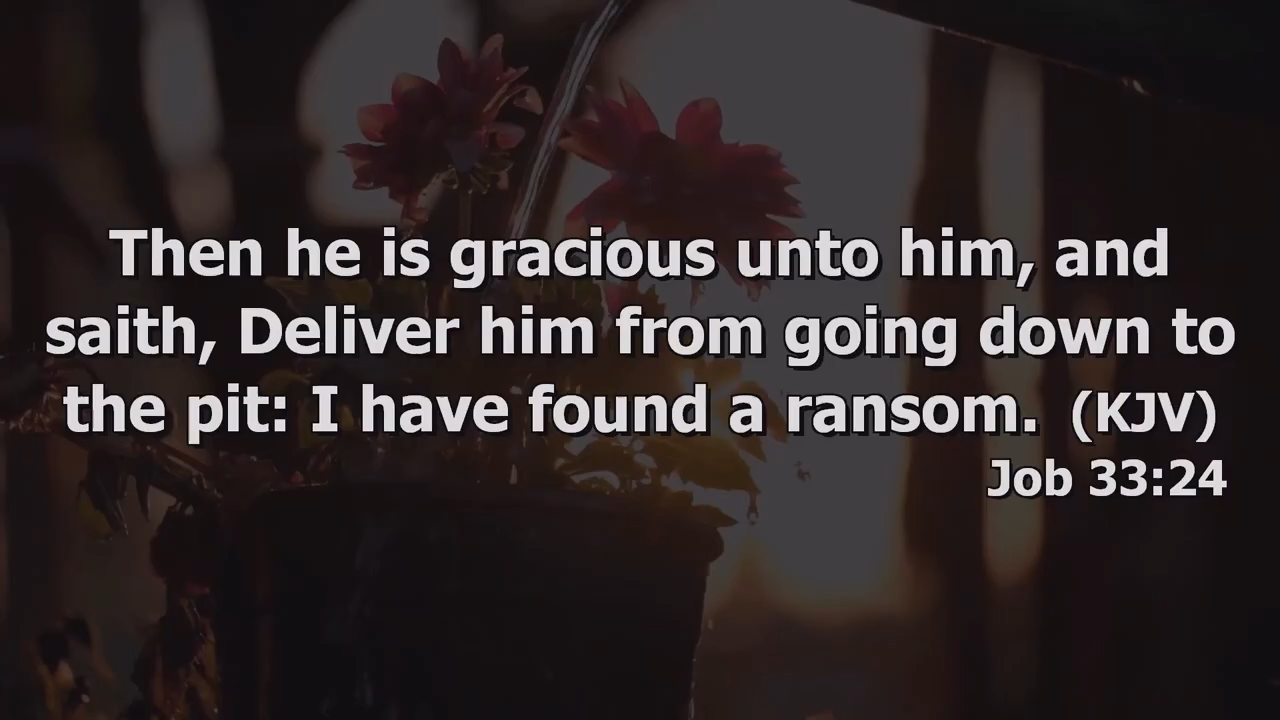 Then he is gracious unto him, and
saith, Deliver him from going down to
the pit: I have found a ransom. (KJV)
Job 33:24